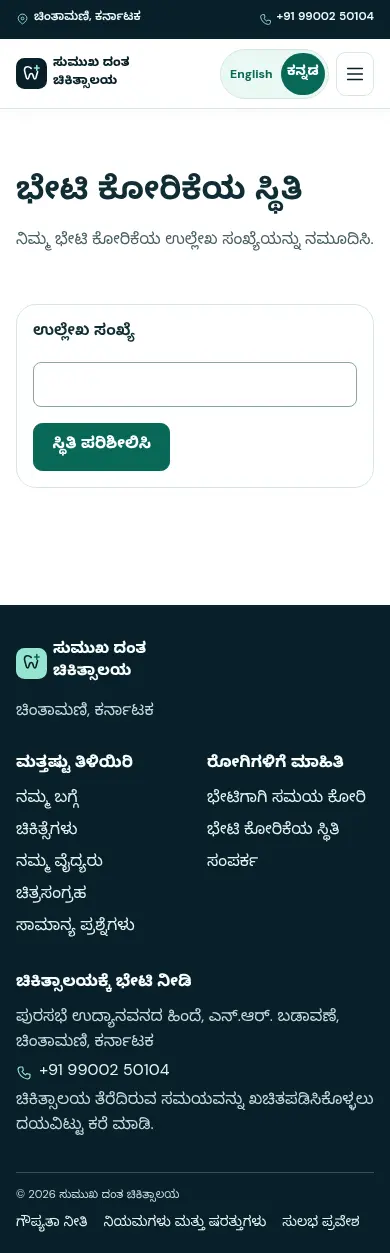 ಚಿಂತಾಮಣಿ, ಕರ್ನಾಟಕ
+91 99002 50104
ಸುಮುಖ ದಂತ
ಚಿಕಿತ್ಸಾಲಯ
English
ಕನ್ನಡ
ಭೇಟಿ ಕೋರಿಕೆಯ ಸ್ಥಿತಿ
ನಿಮ್ಮ ಭೇಟಿ ಕೋರಿಕೆಯ ಉಲ್ಲೇಖ ಸಂಖ್ಯೆಯನ್ನು ನಮೂದಿಸಿ.
ಉಲ್ಲೇಖ ಸಂಖ್ಯೆ
ಸ್ಥಿತಿ ಪರಿಶೀಲಿಸಿ
ಸುಮುಖ ದಂತ
ಚಿಕಿತ್ಸಾಲಯ
ಚಿಂತಾಮಣಿ, ಕರ್ನಾಟಕ
ಮತ್ತಷ್ಟು ತಿಳಿಯಿರಿ
ನಮ್ಮ ಬಗ್ಗೆ
ಚಿಕಿತ್ಸೆಗಳು
ನಮ್ಮ ವೈದ್ಯರು
ಚಿತ್ರಸಂಗ್ರಹ
ಸಾಮಾನ್ಯ ಪ್ರಶ್ನೆಗಳು
ರೋಗಿಗಳಿಗೆ ಮಾಹಿತಿ
ಭೇಟಿಗಾಗಿ ಸಮಯ ಕೋರಿ
ಭೇಟಿ ಕೋರಿಕೆಯ ಸ್ಥಿತಿ
ಸಂಪರ್ಕ
ಚಿಕಿತ್ಸಾಲಯಕ್ಕೆ ಭೇಟಿ ನೀಡಿ
ಪುರಸಭೆ ಉದ್ಯಾನವನದ ಹಿಂದೆ, ಎನ್.ಆರ್. ಬಡಾವಣೆ,
ಚಿಂತಾಮಣಿ, ಕರ್ನಾಟಕ
+91 99002 50104
ಚಿಕಿತ್ಸಾಲಯ ತೆರೆದಿರುವ ಸಮಯವನ್ನು ಖಚಿತಪಡಿಸಿಕೊಳ್ಳಲು
ದಯವಿಟ್ಟು ಕರೆ ಮಾಡಿ.
© 2026 ಸುಮುಖ ದಂತ ಚಿಕಿತ್ಸಾಲಯ
ಗೌಪ್ಯತಾ ನೀತಿ ನಿಯಮಗಳು ಮತ್ತು ಷರತ್ತುಗಳು ಸುಲಭ ಪ್ರವೇಶ